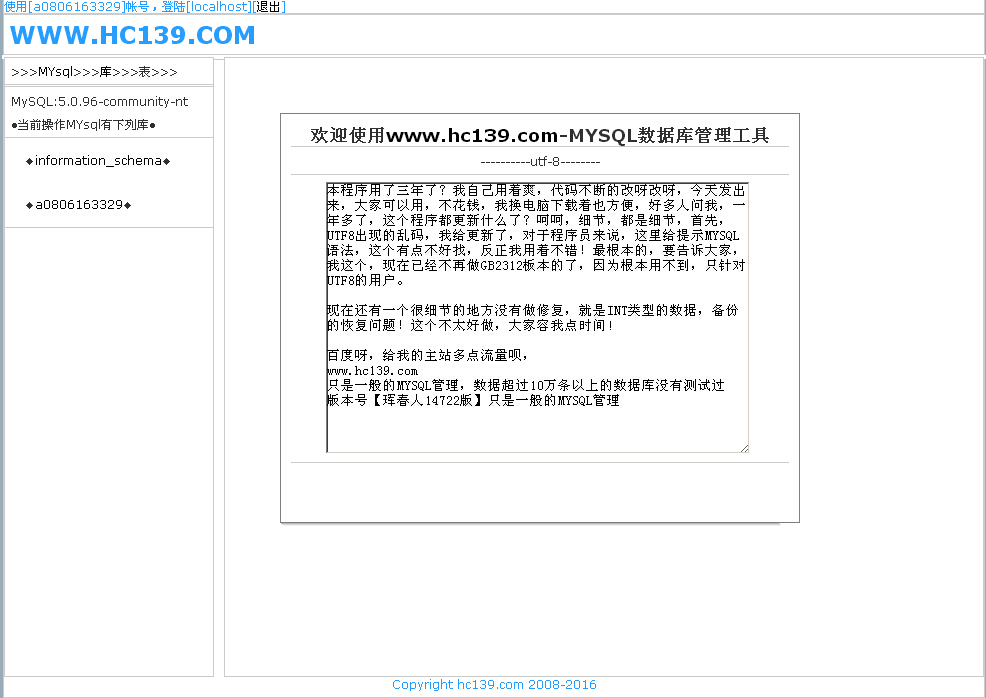 使用[a0806163329]帐号，登陆[localhost][退出]
WWW.HC139.COM
>>>MYsql>>>库>>>表>>>
MySQL:5.0.96-community-nt
●当前操作MYsql有下列库●
◆information_schema◆
◆a0806163329◆
欢迎使用www.hc139.com-MYSQL数据库管理工具
----------utf-8--------
本程序用了三年了？我自己用着爽，代码不断的改呀改呀，今天发出
来，大家可以用，不花钱，我换电脑下载着也方便，好多人问我，一
年多了，这个程序都更新什么了？呵呵，细节，都是细节，首先，
UTF8出现的乱码，我给更新了，对于程序员来说，这里给提示MYSQL
语法，这个有点不好找，反正我用着不错！最根本的，要告诉大家，
我这个，现在已经不再做GB2312板本的了，因为根本用不到，只针对
UTF8的用户。
现在还有一个很细节的地方没有做修复，就是INT类型的数据，备份
的恢复问题！这个不太好做，大家容我点时间！
百度呀，给我的主站多点流量呗，
www.hc139.com
只是一般的MYSQL管理，数据超过10万条以上的数据库没有测试过
版本号【珲春人14722版】只是一般的MYSQL管理
Copyright hc139.com 2008-2016